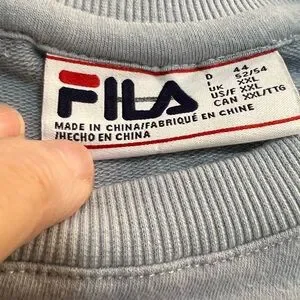 FILA
D 44
I 52/54
UK XXL
US/F XXL
CAN XXL/TTG
MADE IN CHINA/FABRIQUÉ EN CHINE
/HECHO EN CHINA